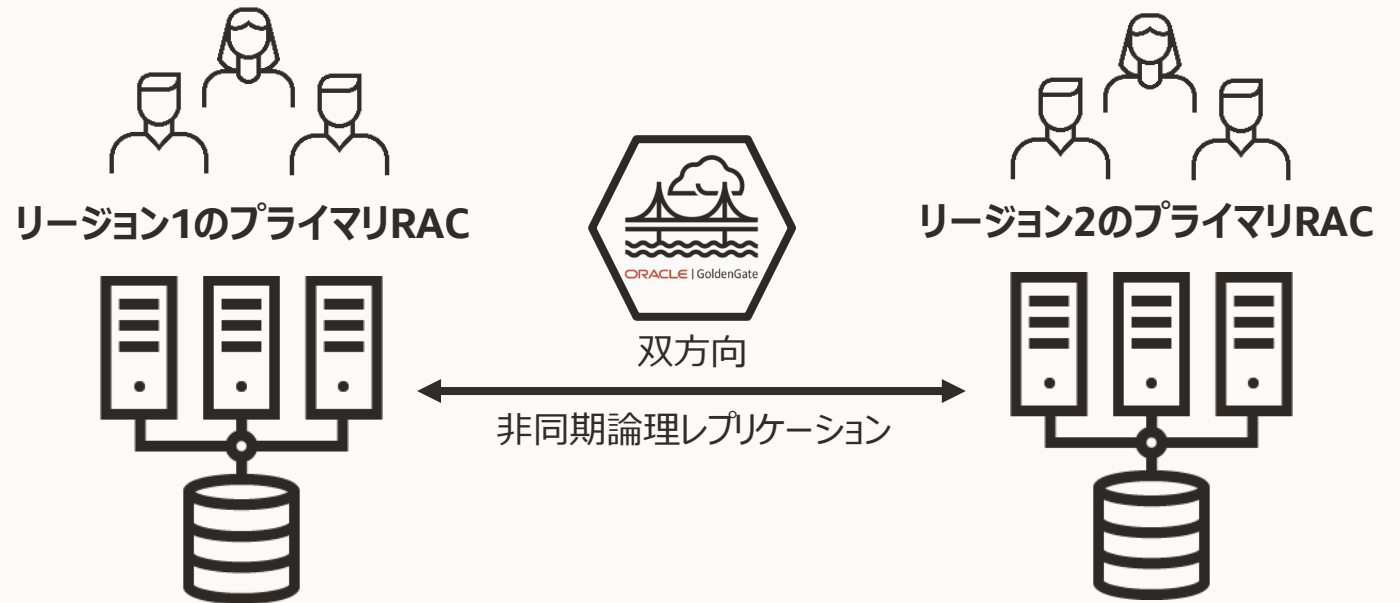 リージョン1のプライマリRAC
リージョン2のプライマリRAC
ORACLE | GoldenGate
双方向
非同期論理レプリケーション